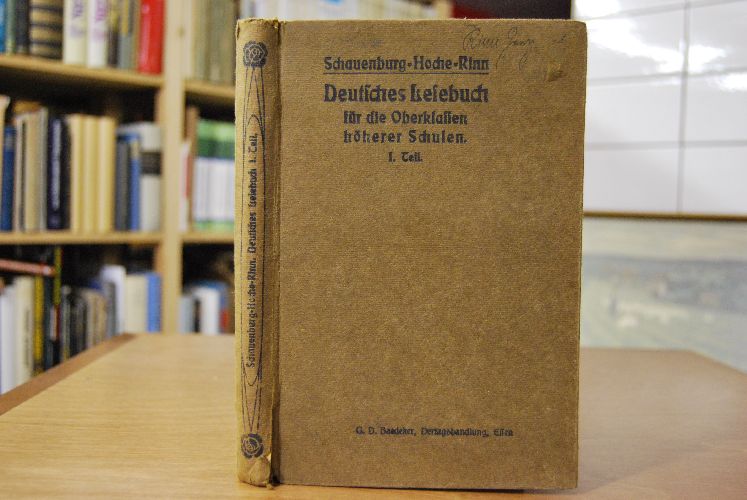 Schauenburg-Hoche-Rinn
Deutsches Lesebuch
für die Oberklassen
höherer Schulen.
I. Teil.
G. D. Baedeker, Verlagshandlung, Essen
Schauenburg-Hoche-Rinn. Deutsches Lesebuch I. Teil.